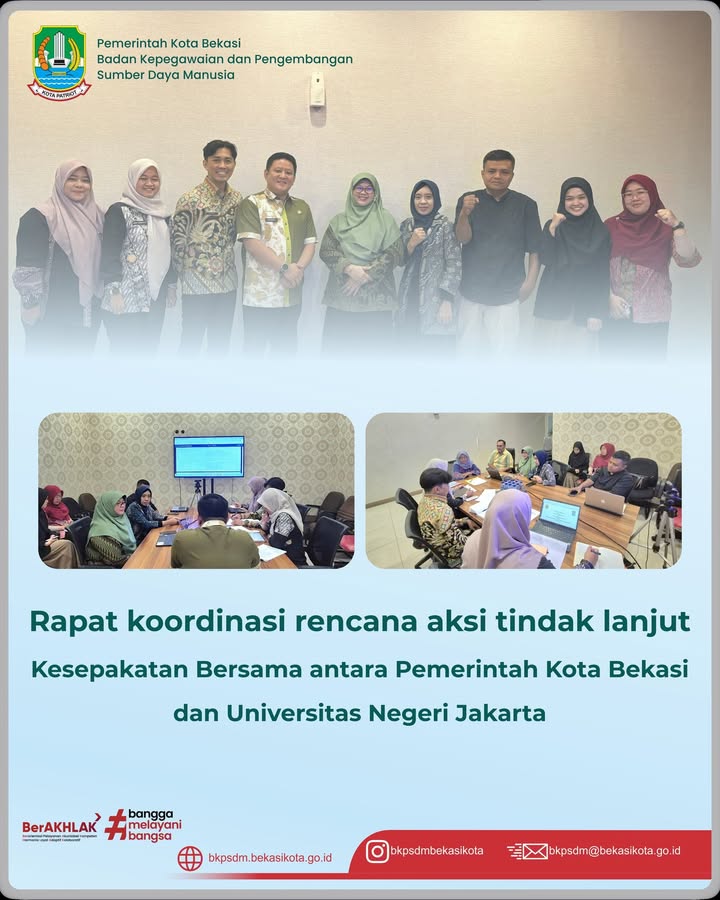 Pemerintah Kota Bekasi
Badan Kepegawaian dan Pengembangan
Sumber Daya Manusia
KOTA PATRIOT
Rapat koordinasi rencana aksi tindak lanjut
Kesepakatan Bersama antara Pemerintah Kota Bekasi
dan Universitas Negeri Jakarta
BerAKHLAK
#bangga
melayani
bangsa
bkpsdm.bekasikota.go.id
bkpsdmbekasikota
bkpsdm@bekasikota.go.id